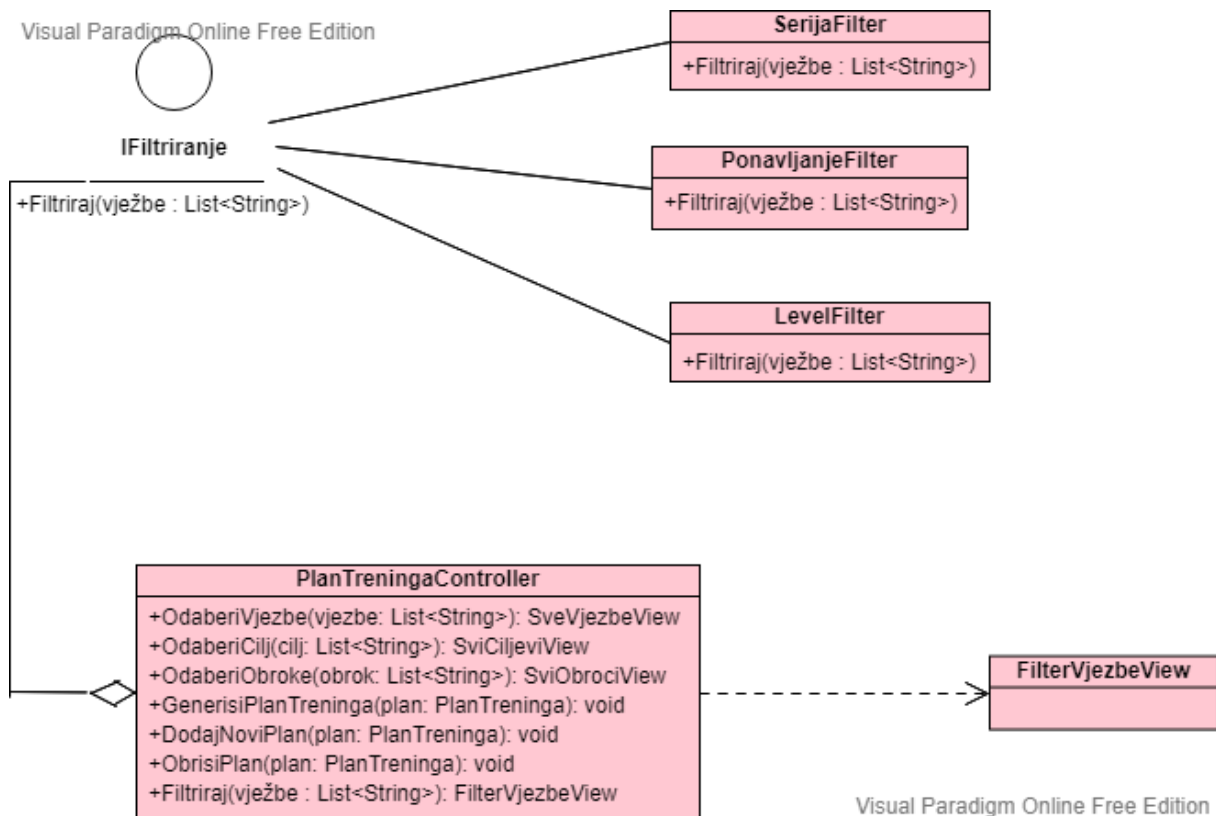 Visual Paradigm Online Free Edition
IFiltriranje
+Filtriraj(vježbe : List<String>)
SerijaFilter
+Filtriraj(vježbe : List<String>)
PonavljanjeFilter
+Filtriraj(vježbe : List<String>)
LevelFilter
+Filtriraj(vježbe : List<String>)
PlanTreningaController
+OdaberiVjezbe(vjezbe: List<String>): SveVjezbeView
+OdaberiCilj(cilj: List<String>): SviCiljeviView
+OdaberiObroke(obrok: List<String>): SviObrociView
+GenerisiPlanTreninga(plan: PlanTreninga): void
+DodajNoviPlan(plan: PlanTreninga): void
+ObrisiPlan(plan: PlanTreninga): void
+Filtriraj(vježbe : List<String>): FilterVjezbeView
FilterVjezbeView
Visual Paradigm Online Free Edition